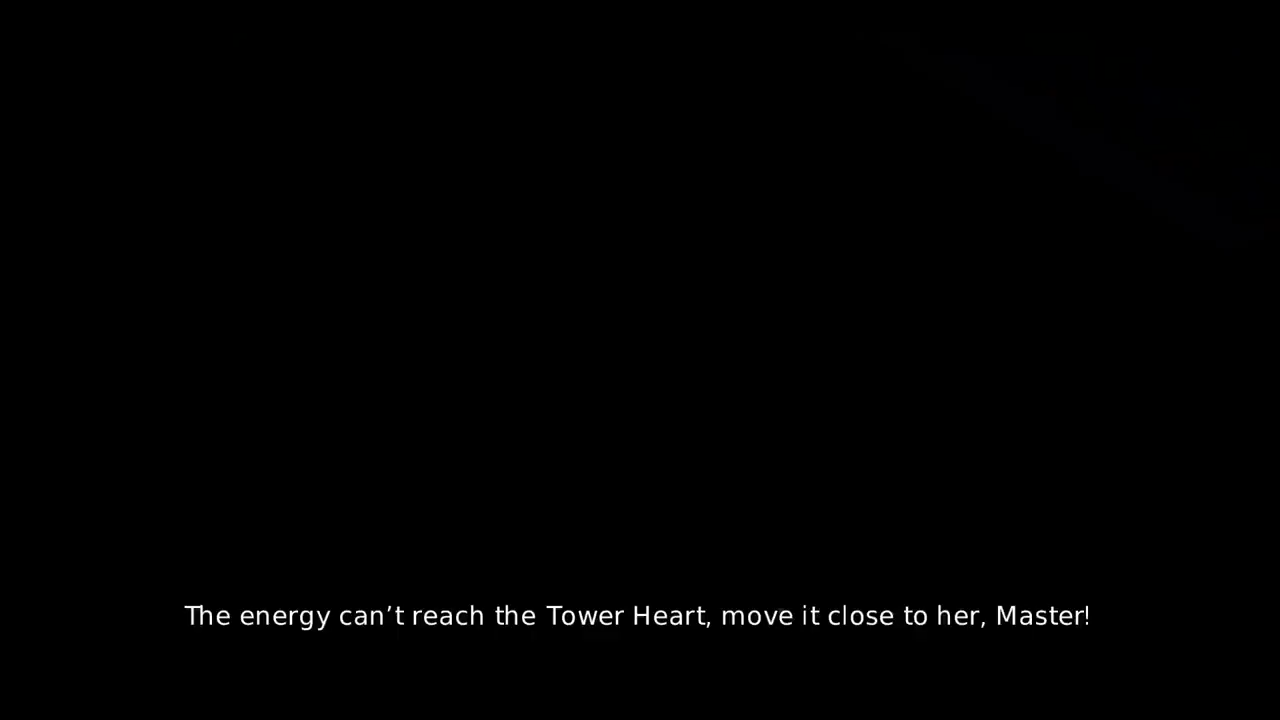 The energy can’t reach the Tower Heart, move it close to her, Master!